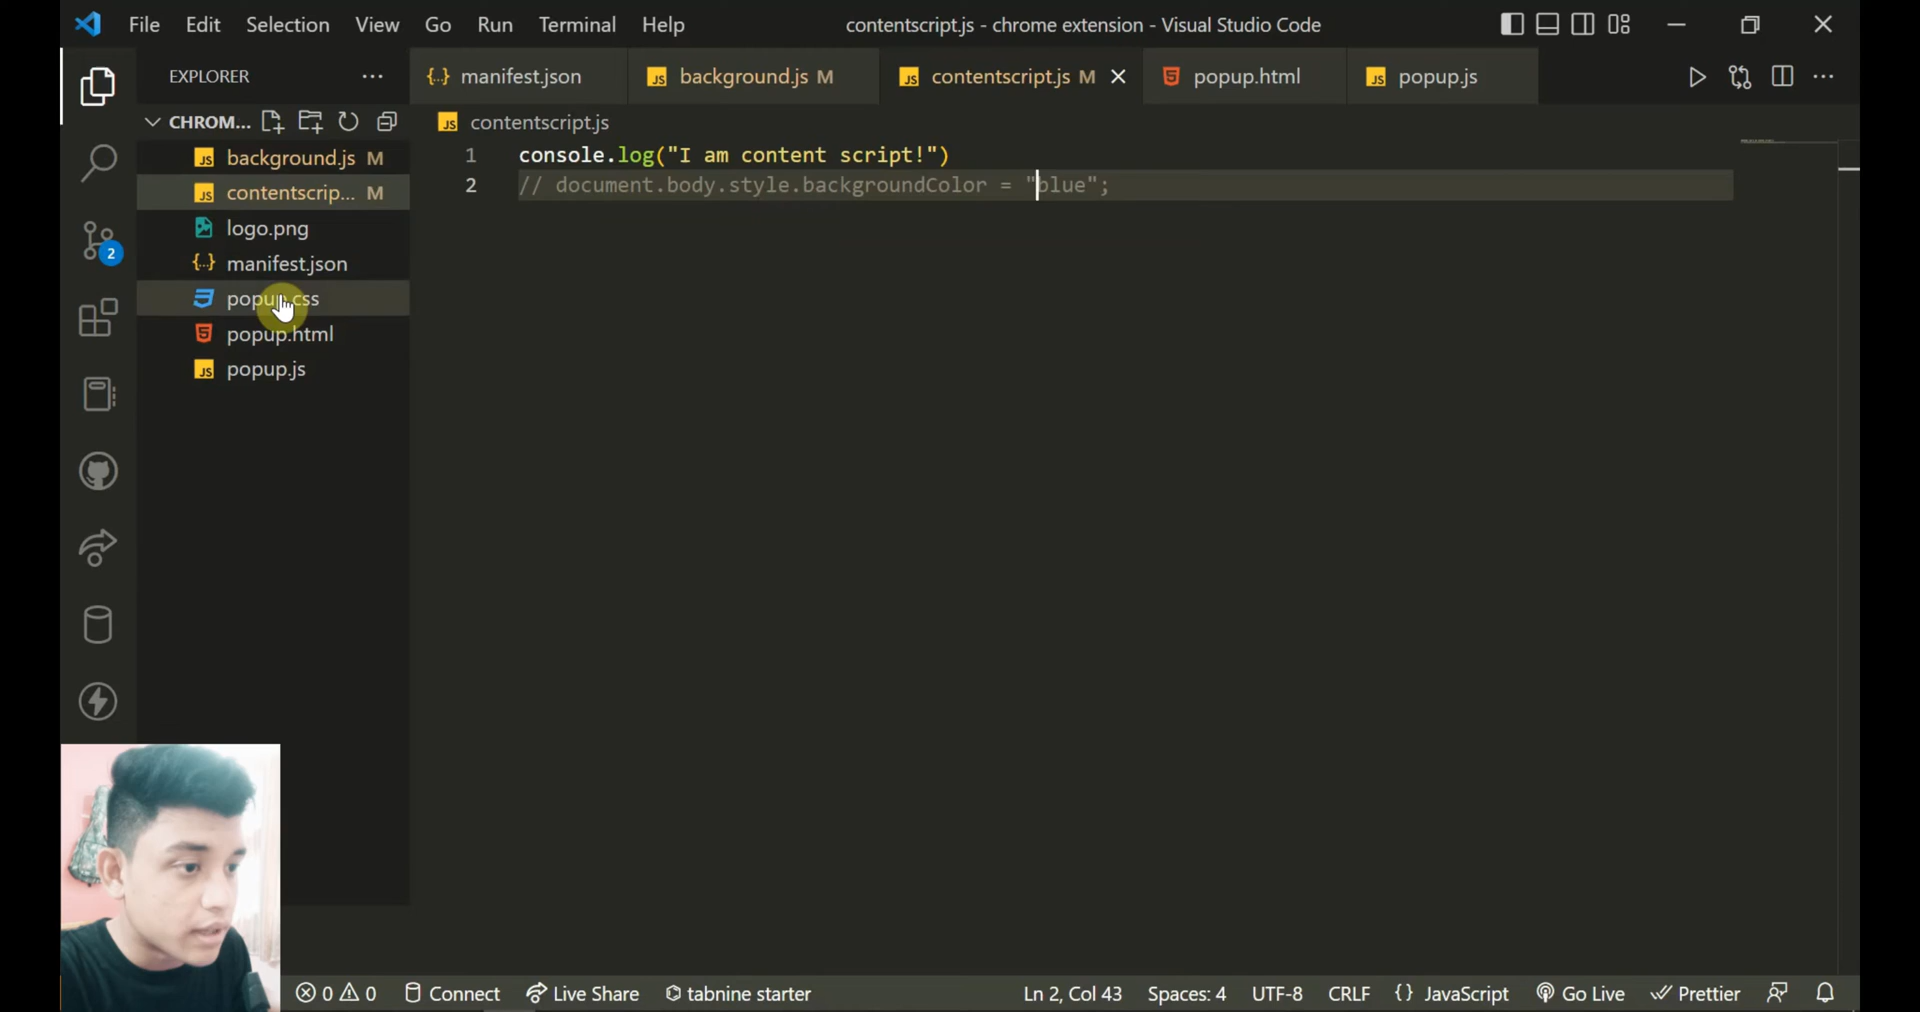 File Edit Selection View Go Run Terminal Help contentscript.js - chrome extension - Visual Studio Code
EXPLORER
manifest.json background.js M contentscript.js M popup.html popup.js
CHROM...
contentscript.js
background.js M
contentscrip... M
logo.png
manifest.json
popup.css
popup.html
popup.js
1 console.log("I am content script!")
2 // document.body.style.backgroundColor = "blue";
2
0 0 Connect Live Share tabnine starter Ln 2, Col 43 Spaces: 4 UTF-8 CRLF {} JavaScript Go Live Prettier